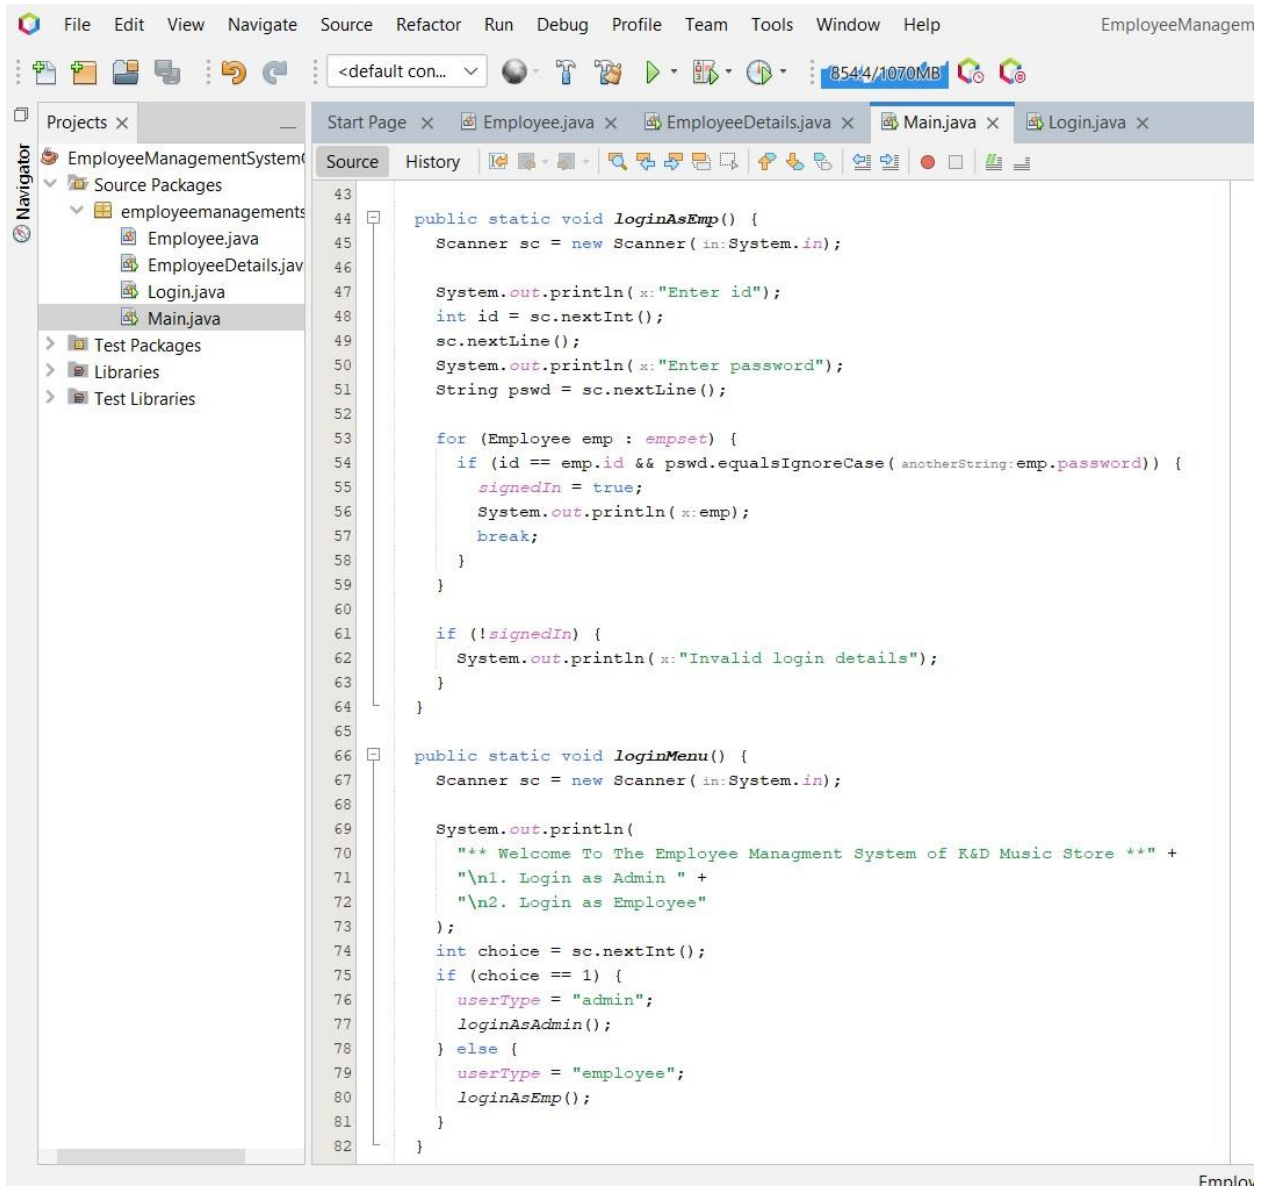 File Edit View Navigate Source Refactor Run Debug Profile Team Tools Window Help EmployeeManagem
<default con... 854.4/1070MB
Navigator
Projects
EmployeeManagementSystem
Source Packages
employeemanagements
Employee.java
EmployeeDetails.jav
Login.java
Main.java
Test Packages
Libraries
Test Libraries
Start Page Employee.java EmployeeDetails.java Main.java Login.java
Source History
43
44 public static void loginAsEmp() {
45 Scanner sc = new Scanner( in:System.in);
46
47 System.out.println( x:"Enter id");
48 int id = sc.nextInt();
49 sc.nextLine();
50 System.out.println( x:"Enter password");
51 String pswd = sc.nextLine();
52
53 for (Employee emp : empset) {
54 if (id == emp.id && pswd.equalsIgnoreCase( anotherString:emp.password)) {
55 signedIn = true;
56 System.out.println( x:emp);
57 break;
58 }
59 }
60
61 if (!signedIn) {
62 System.out.println( x:"Invalid login details");
63 }
64 }
65
66 public static void loginMenu() {
67 Scanner sc = new Scanner( in:System.in);
68
69 System.out.println(
70 "** Welcome To The Employee Managment System of K&D Music Store **" +
71 "\n1. Login as Admin " +
72 "\n2. Login as Employee"
73 );
74 int choice = sc.nextInt();
75 if (choice == 1) {
76 userType = "admin";
77 loginAsAdmin();
78 } else {
79 userType = "employee";
80 loginAsEmp();
81 }
82 }
Employ